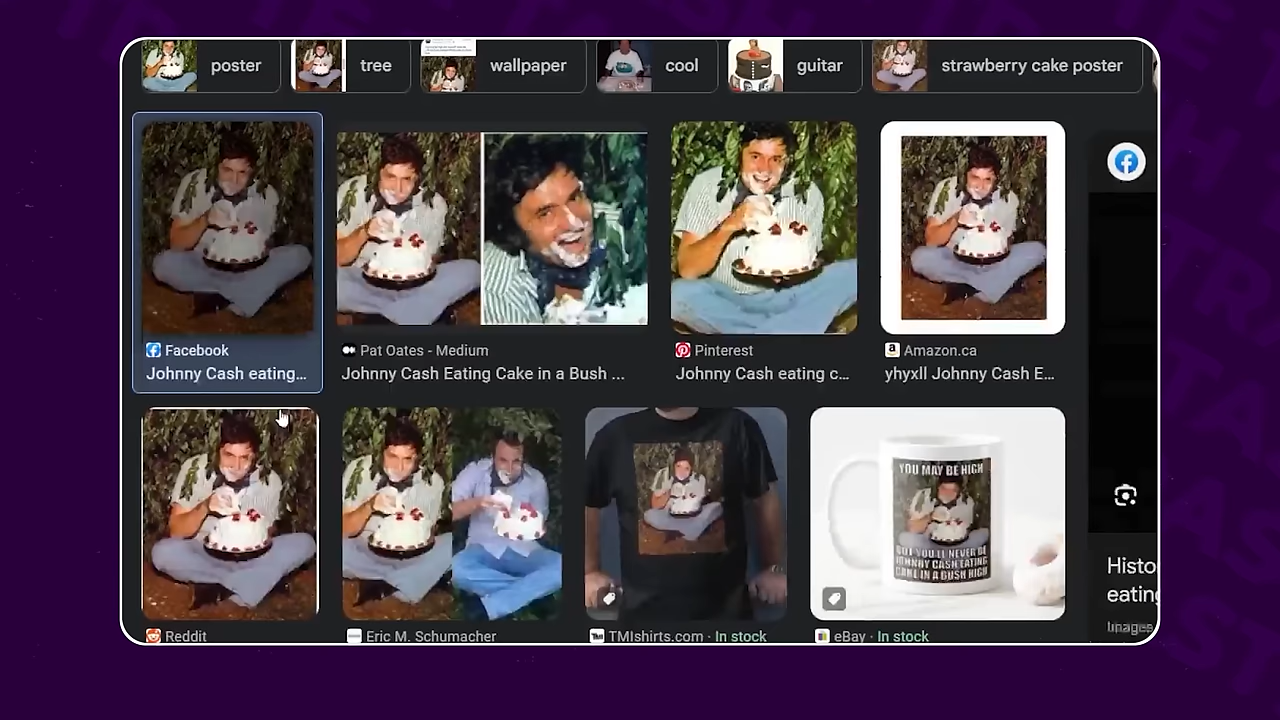 poster
tree
wallpaper
cool
guitar
strawberry cake poster
Facebook
Johnny Cash eating...
Pat Oates - Medium
Johnny Cash Eating Cake in a Bush ...
Pinterest
Johnny Cash eating c...
Amazon.ca
yhyxll Johnny Cash E...
YOU MAY BE HIGH
BUT YOU'LL NEVER BE
JOHNNY CASH EATING
CAKE IN A BUSH HIGH
Reddit
Eric M. Schumacher
TMIshirts.com · In stock
eBay · In stock
Histo
eating
Images